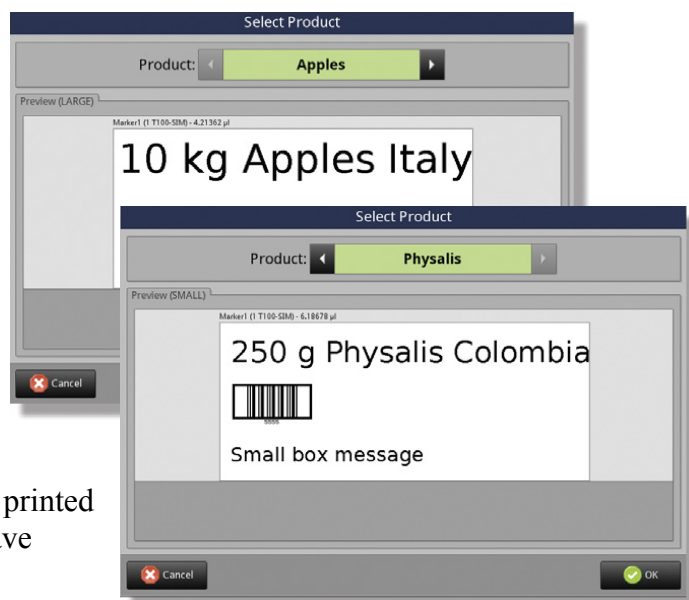 Select Product
Product: Apples
Preview (LARGE)
Marker1 (1 T100-SIM) - 4.21362 µl
10 kg Apples Italy
Cancel
Select Product
Product: Physalis
Preview (SMALL)
Marker1 (1 T100-SIM) - 6.18678 µl
250 g Physalis Colombia
5555
Small box message
Cancel
OK
printed
ave